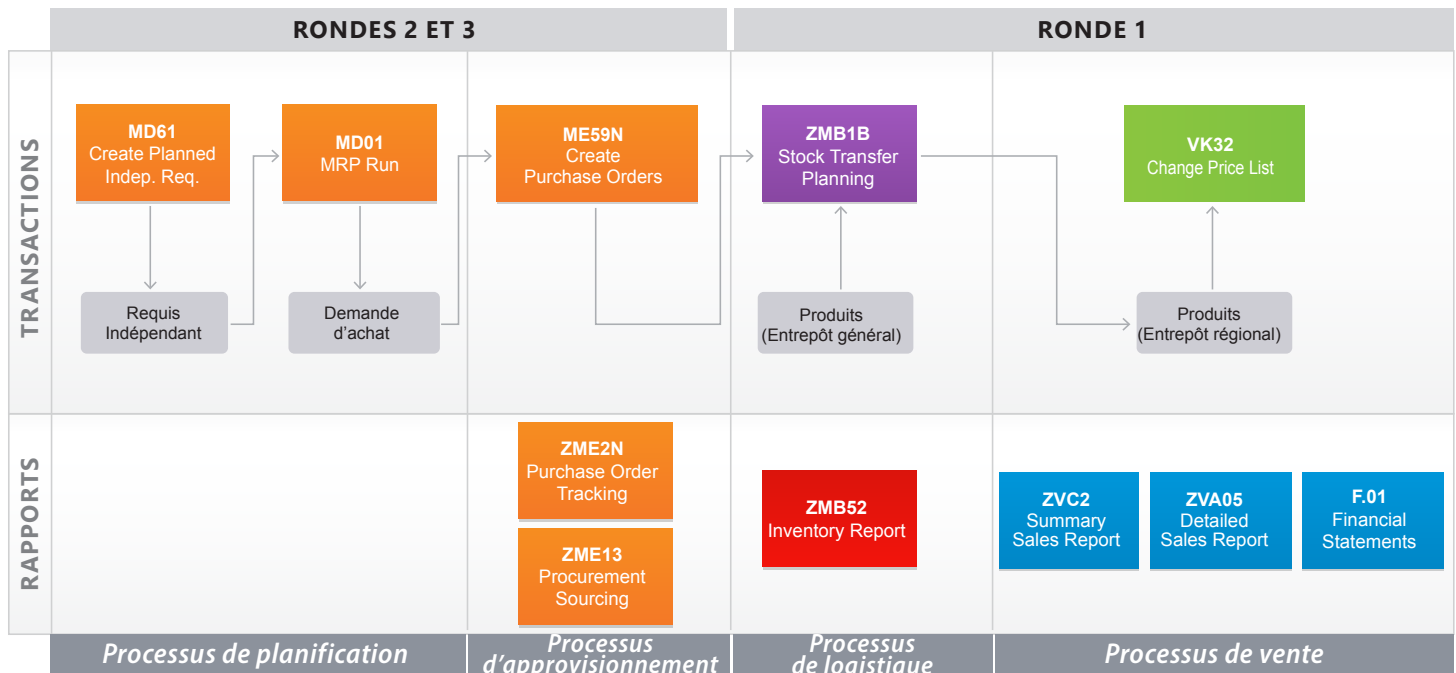 RONDES 2 ET 3
RONDE 1
TRANSACTIONS
MD61
Create Planned
Indep. Req.
MD01
MRP Run
ME59N
Create
Purchase Orders
ZMB1B
Stock Transfer
Planning
VK32
Change Price List
Requis
Indépendant
Demande
d'achat
Produits
(Entrepôt général)
Produits
(Entrepôt régional)
RAPPORTS
ZME2N
Purchase Order
Tracking
ZME13
Procurement
Sourcing
ZMB52
Inventory Report
ZVC2
Summary
Sales Report
ZVA05
Detailed
Sales Report
F.01
Financial
Statements
Processus de planification
Processus
d'approvisionnement
Processus
de logistique
Processus de vente